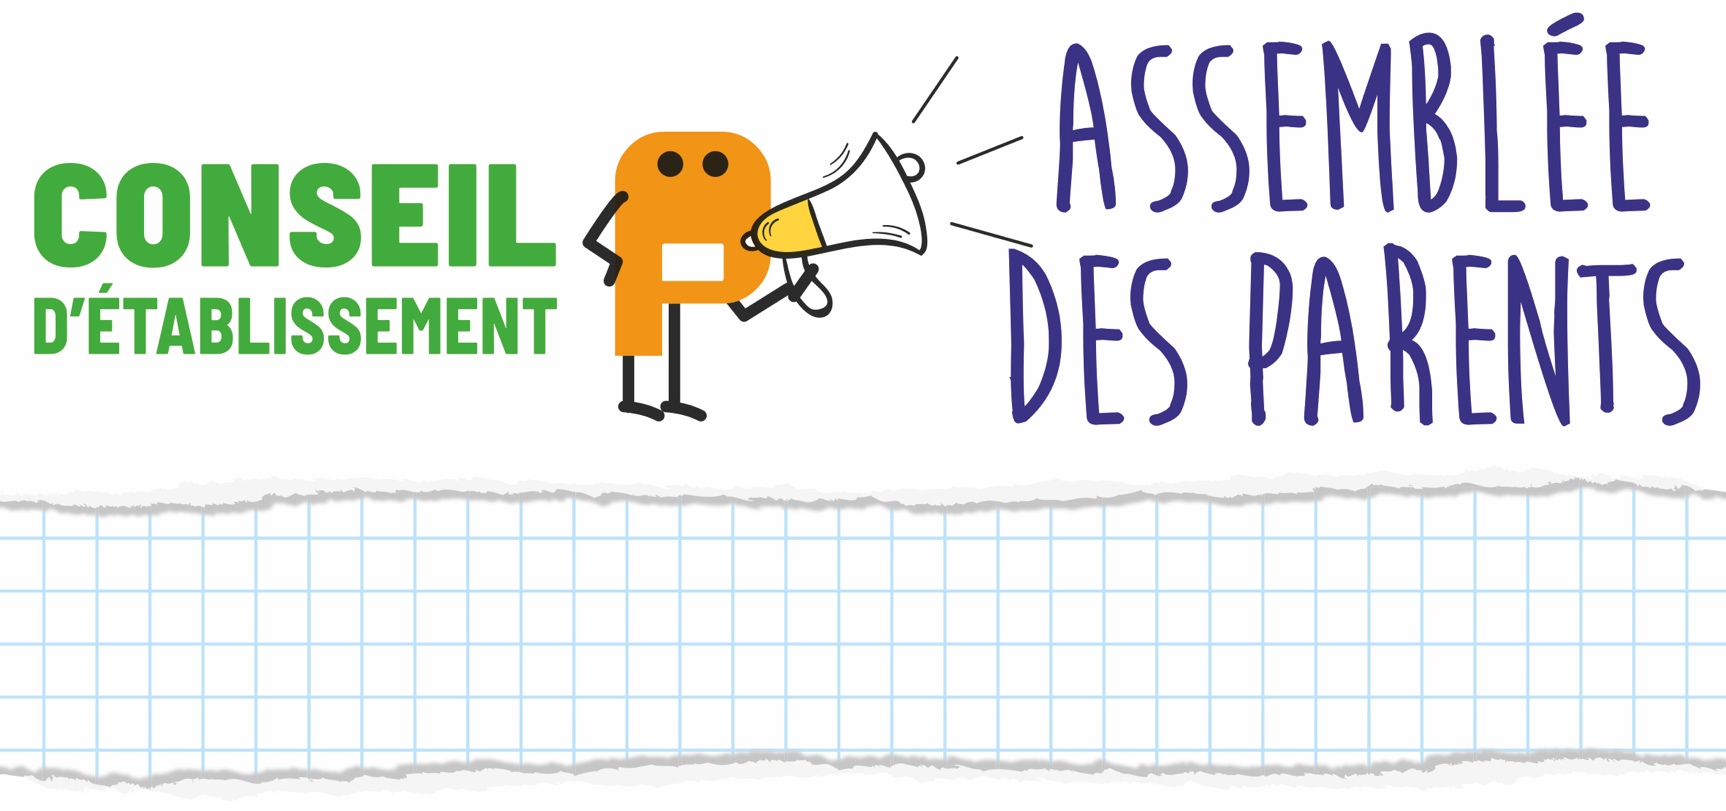 CONSEIL
D'ÉTABLISSEMENT
ASSEMBLÉE
DES PARENTS